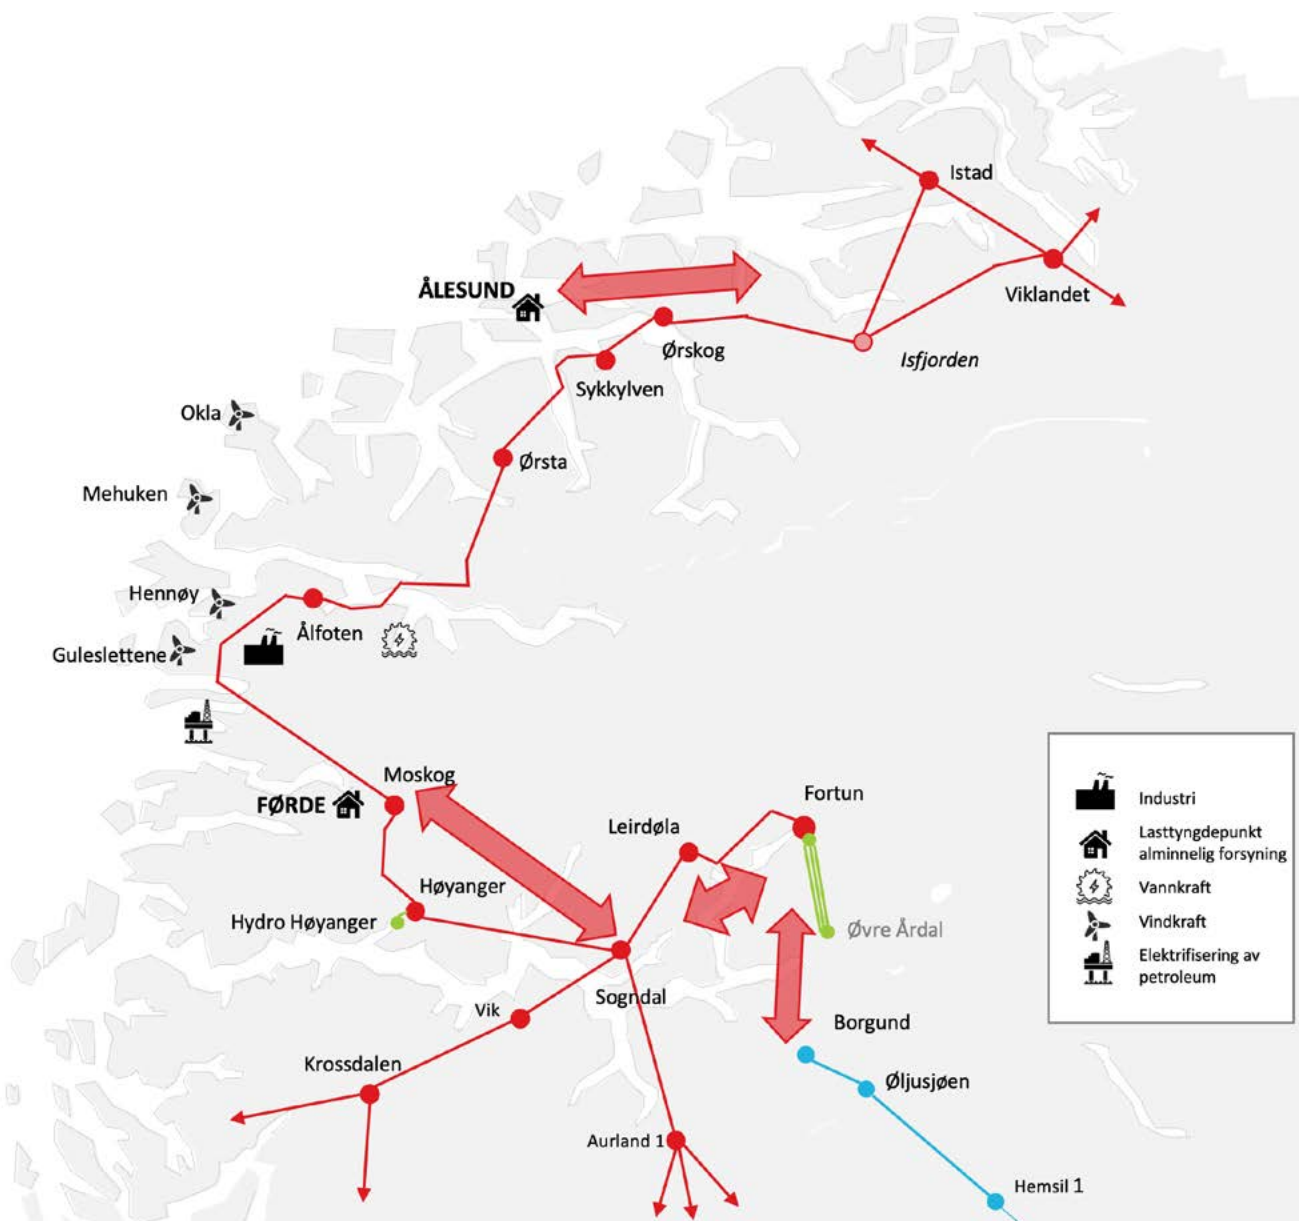 Istad
Viklandet
ÅLESUND
Ørskog
Isfjorden
Sykkylven
Okla
Ørsta
Mehuken
Hennøy
Ålfoten
Guleslettene
Moskog
FØRDE
Fortun
Leirdøla
Høyanger
Hydro Høyanger
Øvre Årdal
Sogndal
Vik
Borgund
Krossdalen
Øljusjøen
Aurland 1
Hemsil 1
Industri
Lasttyngdepunkt
alminnelig forsyning
Vannkraft
Vindkraft
Elektrifisering av
petroleum